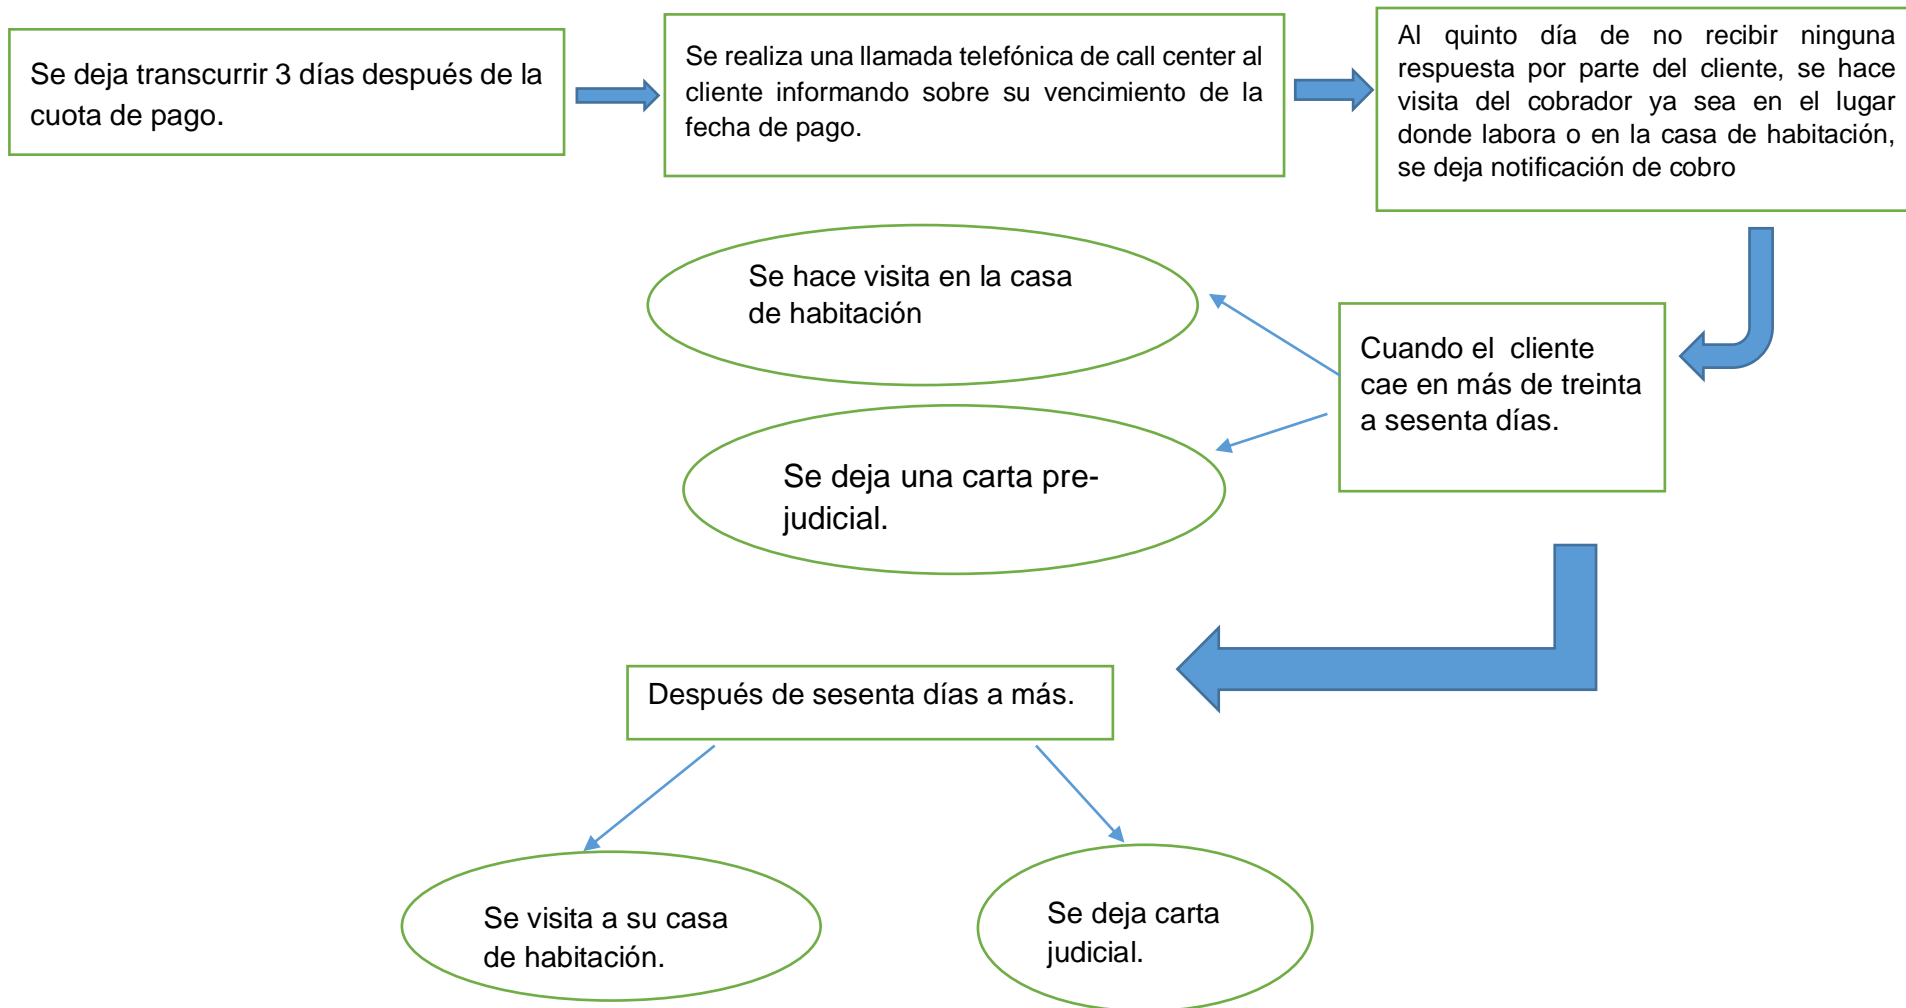 Se deja transcurrir 3 días después de la
cuota de pago.
Se realiza una llamada telefónica de call center al
cliente informando sobre su vencimiento de la
fecha de pago.
Al quinto día de no recibir ninguna
respuesta por parte del cliente, se hace
visita del cobrador ya sea en el lugar
donde labora o en la casa de habitación,
se deja notificación de cobro
Se hace visita en la casa
de habitación
Cuando el cliente
cae en más de treinta
a sesenta días.
Se deja una carta pre-
judicial.
Después de sesenta días a más.
Se visita a su casa
de habitación.
Se deja carta
judicial.